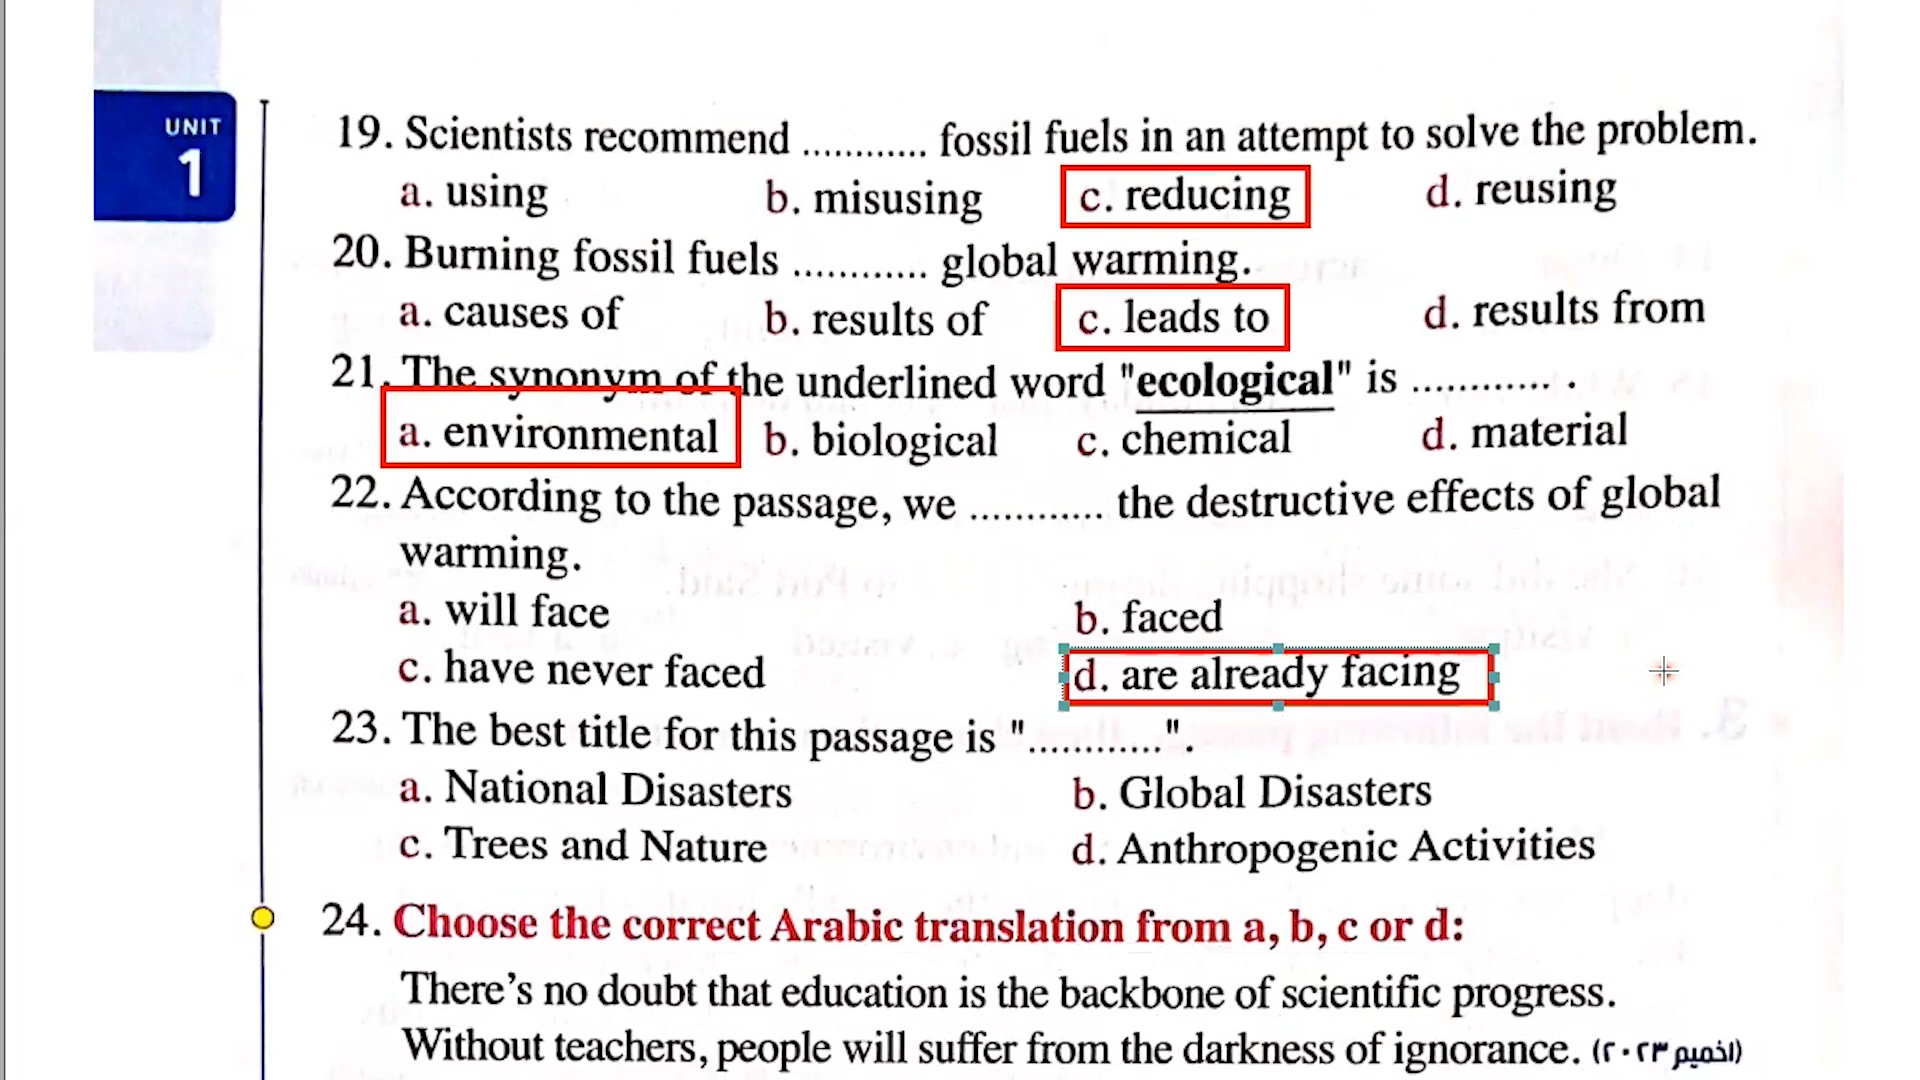 UNIT
1
19. Scientists recommend ............ fossil fuels in an attempt to solve the problem.
a. using b. misusing c. reducing d. reusing
20. Burning fossil fuels ............ global warming.
a. causes of b. results of c. leads to d. results from
21. The synonym of the underlined word "ecological" is ............ .
a. environmental b. biological c. chemical d. material
22. According to the passage, we ............ the destructive effects of global
warming.
a. will face b. faced
c. have never faced d. are already facing
23. The best title for this passage is "............".
a. National Disasters b. Global Disasters
c. Trees and Nature d. Anthropogenic Activities
24. Choose the correct Arabic translation from a, b, c or d:
There's no doubt that education is the backbone of scientific progress.
Without teachers, people will suffer from the darkness of ignorance. (اخميم ٢٠٢٣)